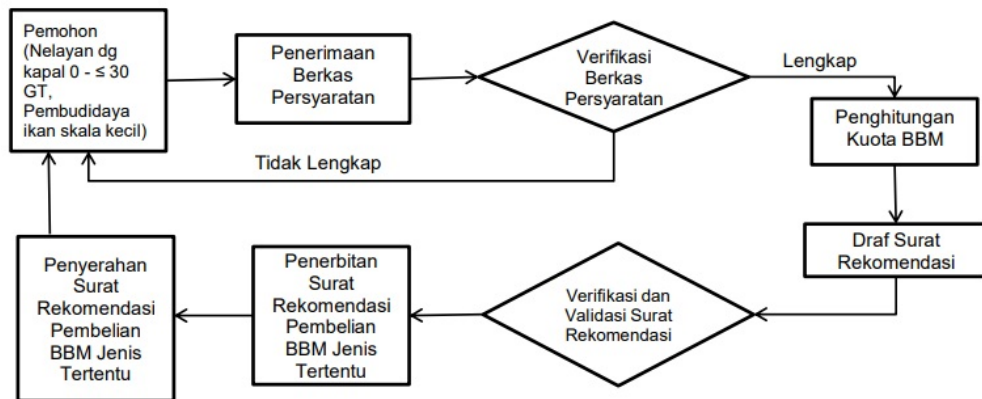 Pemohon
(Nelayan dg
kapal 0 - ≤ 30
GT,
Pembudidaya
ikan skala kecil)
Penerimaan
Berkas
Persyaratan
Verifikasi
Berkas
Persyaratan
Lengkap
Penghitungan
Kuota BBM
Tidak Lengkap
Draf Surat
Rekomendasi
Verifikasi dan
Validasi Surat
Rekomendasi
Penerbitan
Surat
Rekomendasi
Pembelian
BBM Jenis
Tertentu
Penyerahan
Surat
Rekomendasi
Pembelian
BBM Jenis
Tertentu